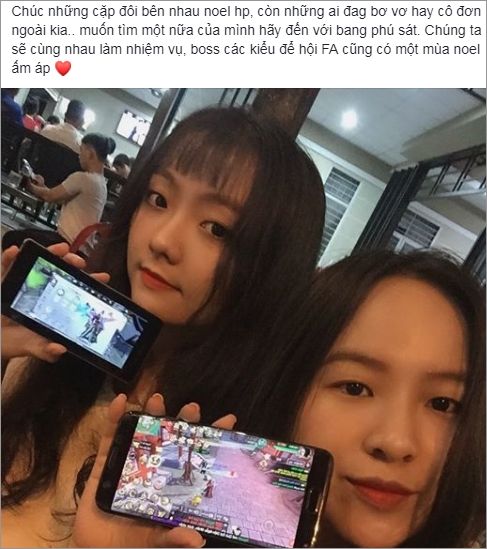 Chúc những cặp đôi bên nhau noel hp, còn những ai đag bơ vơ hay cô đơn
ngoài kia.. muốn tìm một nữa của mình hãy đến với bang phú sát. Chúng ta
sẽ cùng nhau làm nhiệm vụ, boss các kiểu để hội FA cũng có một mùa noel
ấm áp ❤️